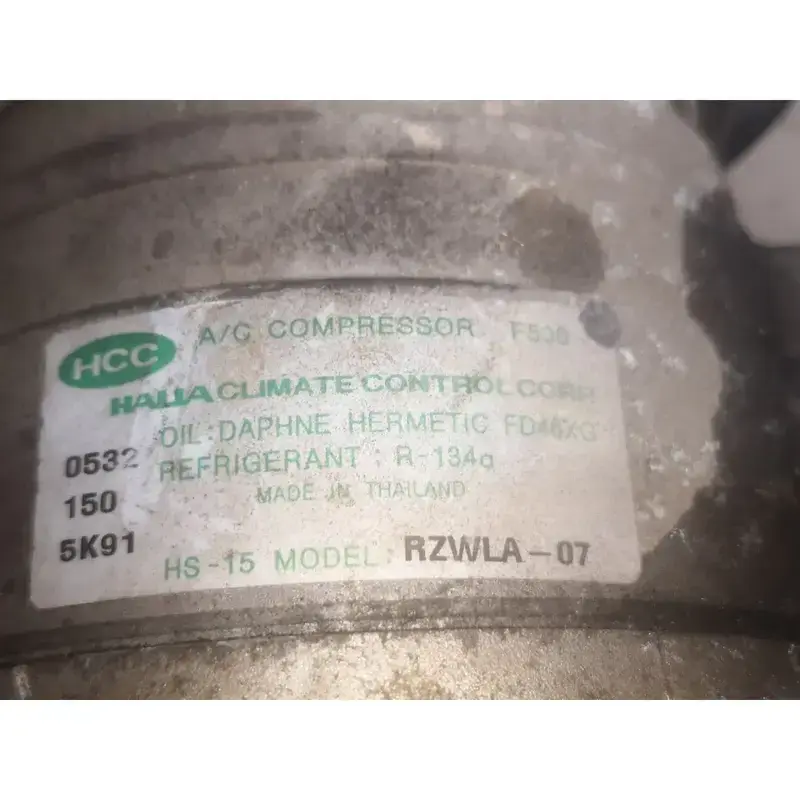 HCC
A/C COMPRESSOR
HALLA CLIMATE CONTROL CORP.
OIL: DAPHNE HERMETIC
0532
REFRIGERANT : R-134a
150
MADE IN THAILAND
5K91
HS-15 MODEL: RZWLA-07